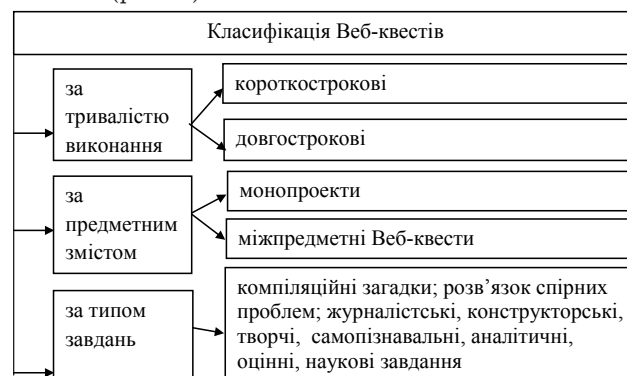 Класифікація Веб-квестів
за
тривалістю
виконання
короткострокові
довгострокові
за
предметним
змістом
монопроекти
міжпредметні Веб-квести
за типом
завдань
компіляційні загадки; розв’язок спірних
проблем; журналістські, конструкторські,
творчі, самопізнавальні, аналітичні,
оцінні, наукові завдання